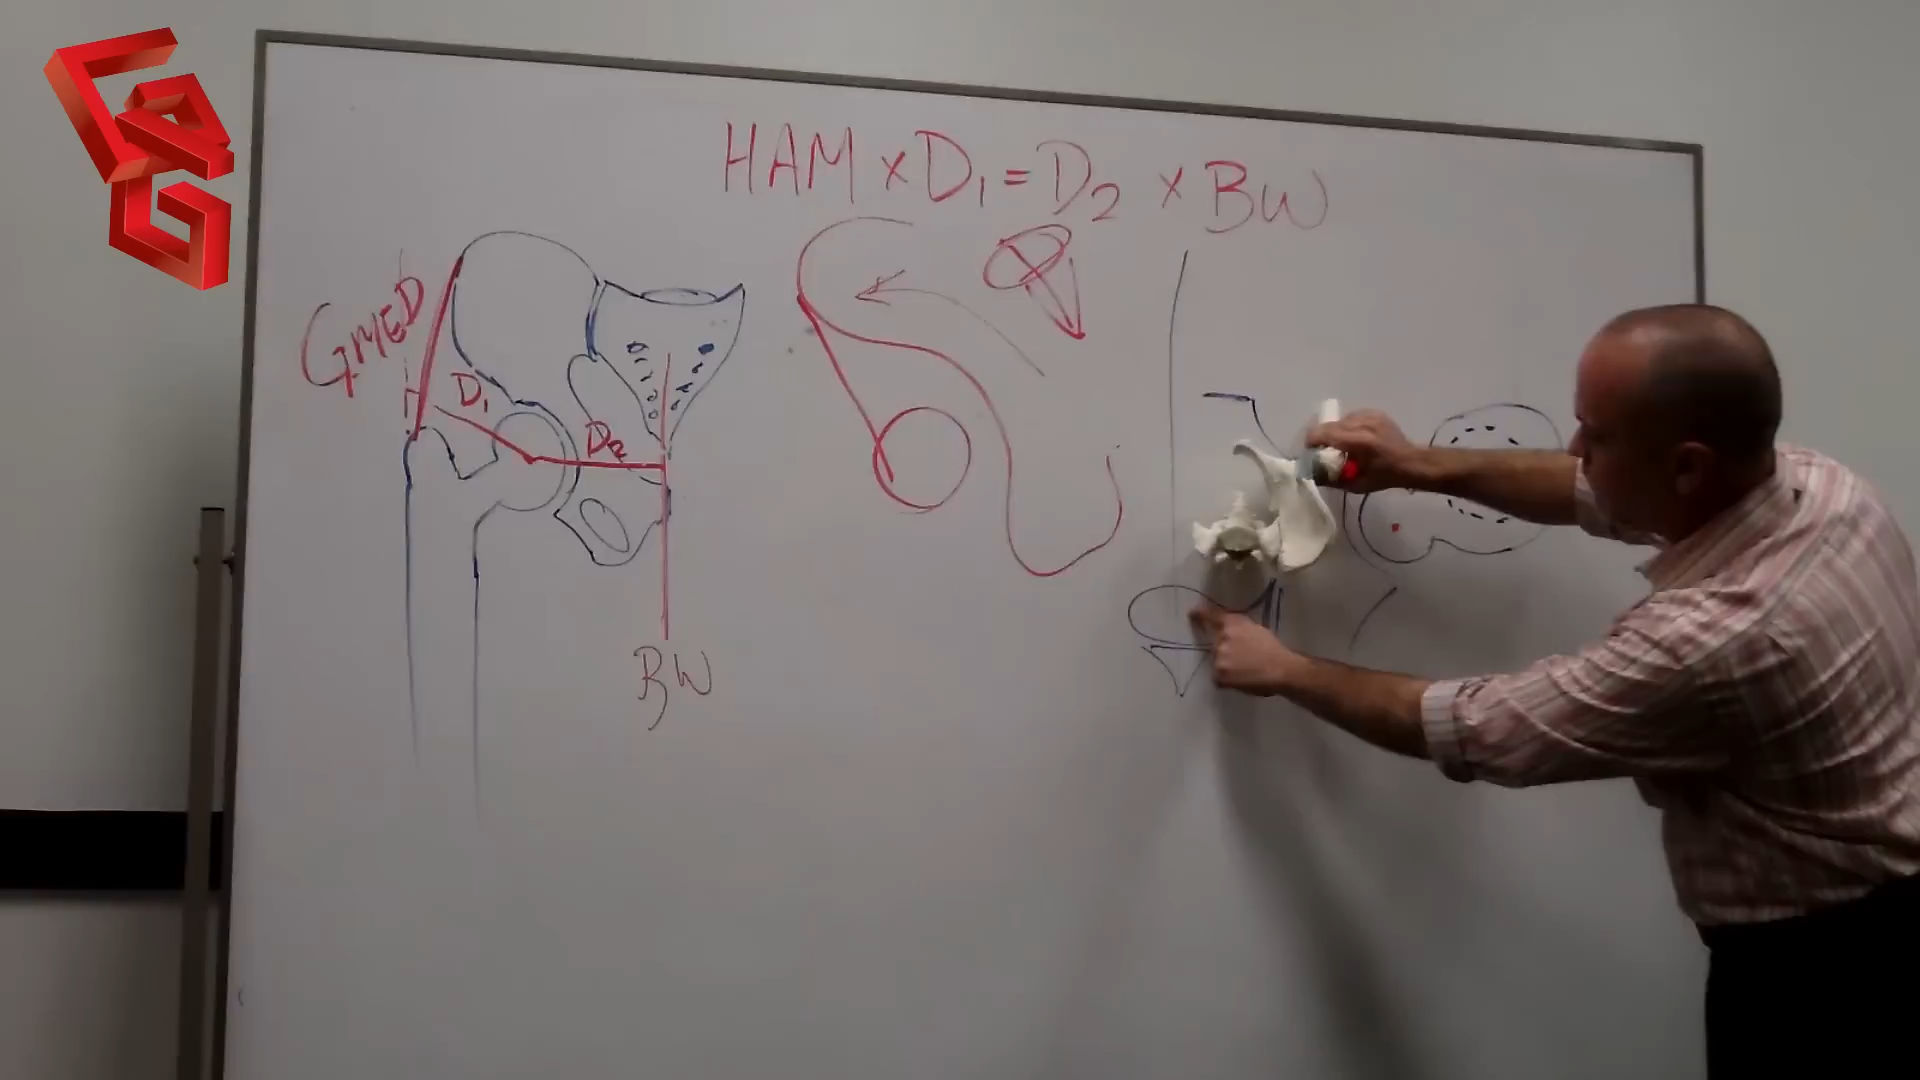 HAM × D₁ = D₂ × BW
GMED
D₁
D₂
BW